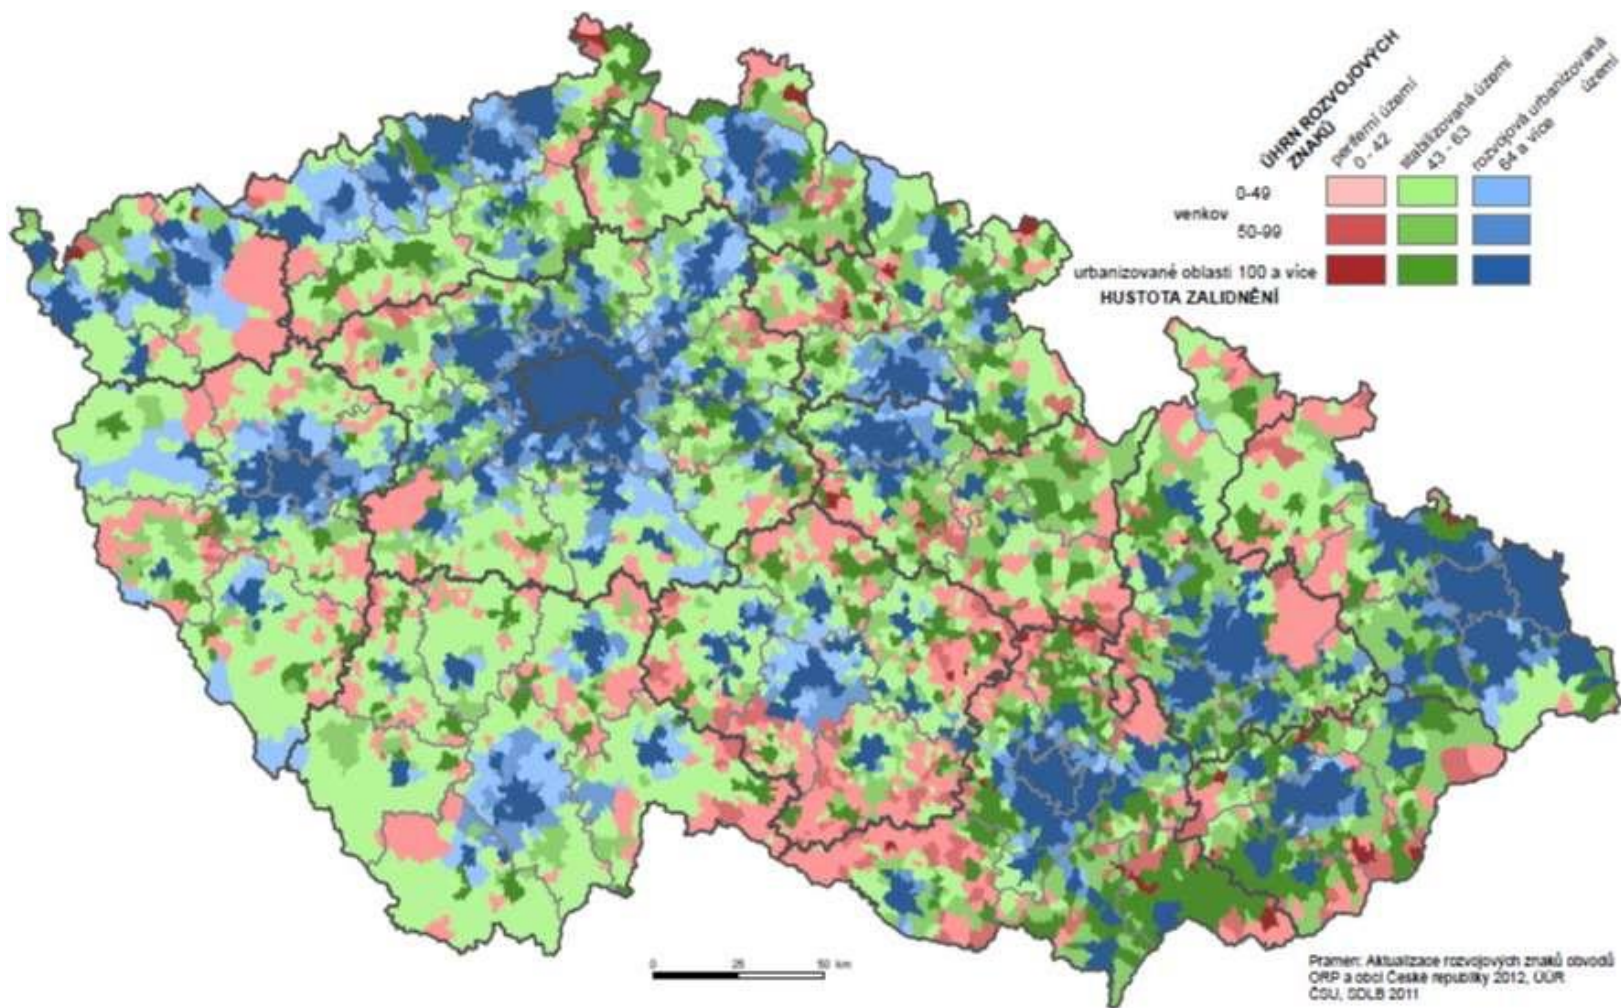 ÚHRN ROZVOJOVÝCH
ZNAKŮ
periferní území
0 - 42
stabilizovaná území
43 - 63
rozvojová urbanizovaná
území
64 a více
0-49
venkov
50-99
urbanizované oblasti 100 a více
HUSTOTA ZALIDNĚNÍ
0 25 50 km
Pramen: Aktualizace rozvojových znaků obvodů
ORP a obcí České republiky 2012, ÚÚR
ČSU, SDLB 2011